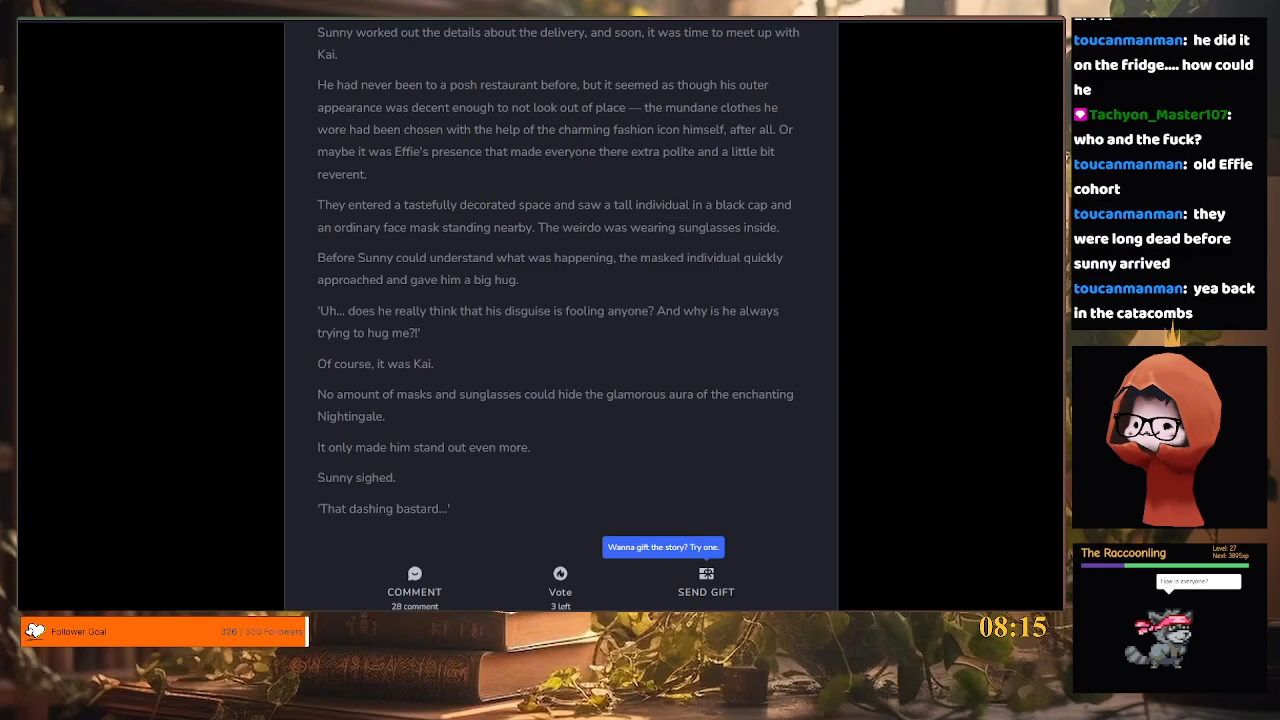 Sunny worked out the details about the delivery, and soon, it was time to meet up with
Kai.
He had never been to a posh restaurant before, but it seemed as though his outer
appearance was decent enough to not look out of place — the mundane clothes he
wore had been chosen with the help of the charming fashion icon himself, after all. Or
maybe it was Effie's presence that made everyone there extra polite and a little bit
reverent.
They entered a tastefully decorated space and saw a tall individual in a black cap and
an ordinary face mask standing nearby. The weirdo was wearing sunglasses inside.
Before Sunny could understand what was happening, the masked individual quickly
approached and gave him a big hug.
'Uh... does he really think that his disguise is fooling anyone? And why is he always
trying to hug me?!'
Of course, it was Kai.
No amount of masks and sunglasses could hide the glamorous aura of the enchanting
Nightingale.
It only made him stand out even more.
Sunny sighed.
'That dashing bastard...'
Wanna gift the story? Try one.
COMMENT
28 comment
Vote
3 left
SEND GIFT
toucanmanman: he did it
on the fridge.... how could
he
Tachyon_Master107:
who and the fuck?
toucanmanman: old Effie
cohort
toucanmanman: they
were long dead before
sunny arrived
toucanmanman: yea back
in the catacombs
The Raccoonling
Level: 27
Next: 3895xp
How is everyone?
Follower Goal
326 / 330 Followers
08:15